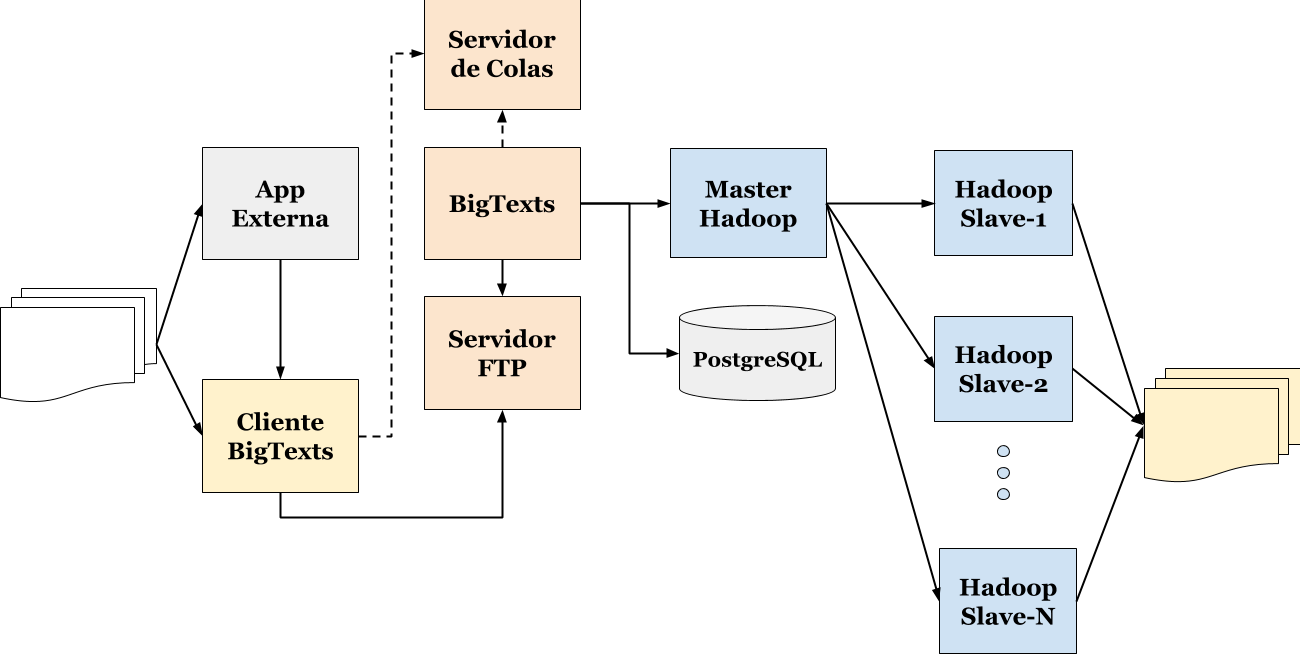 Servidor
de Colas
App
Externa
BigTexts
Master
Hadoop
Hadoop
Slave-1
Servidor
FTP
PostgreSQL
Hadoop
Slave-2
Cliente
BigTexts
Hadoop
Slave-N